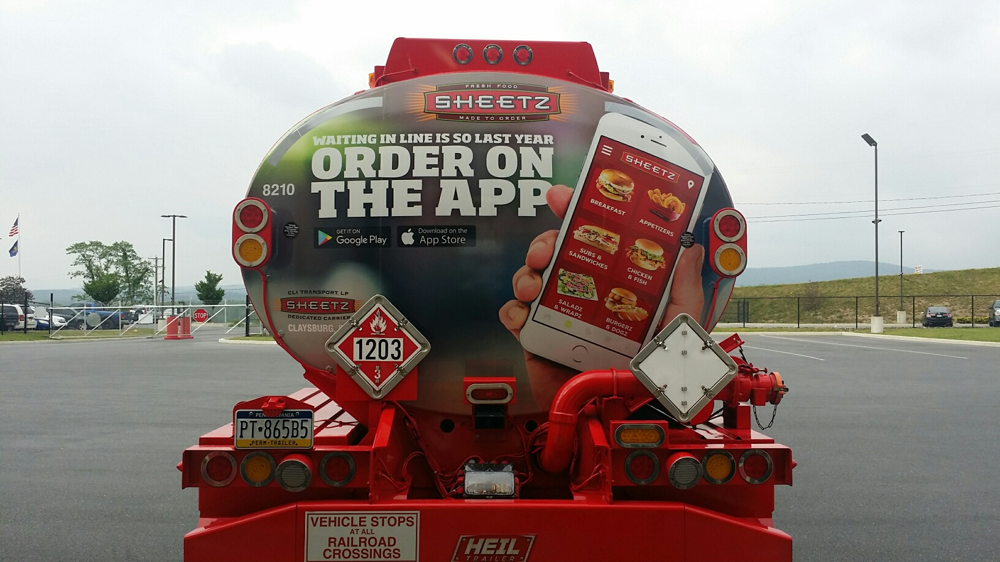 FRESH FOOD
SHEETZ
MADE TO ORDER
WAITING IN LINE IS SO LAST YEAR
ORDER ON
THE APP
8210
GET IT ON
Google Play
Download on the
App Store
SHEETZ
BREAKFAST
APPETIZERS
SUBS &
SANDWICHES
CHICKEN
& FISH
SALADZ
& WRAPZ
BURGERZ
& DOGZ
CLI TRANSPORT, LP
SHEETZ
DEDICATED CARRIER
CLAYSBURG,
1203
3
STOP
PENNSYLVANIA
PT-865B5
PERM-TRAILER
VEHICLE STOPS
AT ALL
RAILROAD
CROSSINGS
HEIL
TRAILER